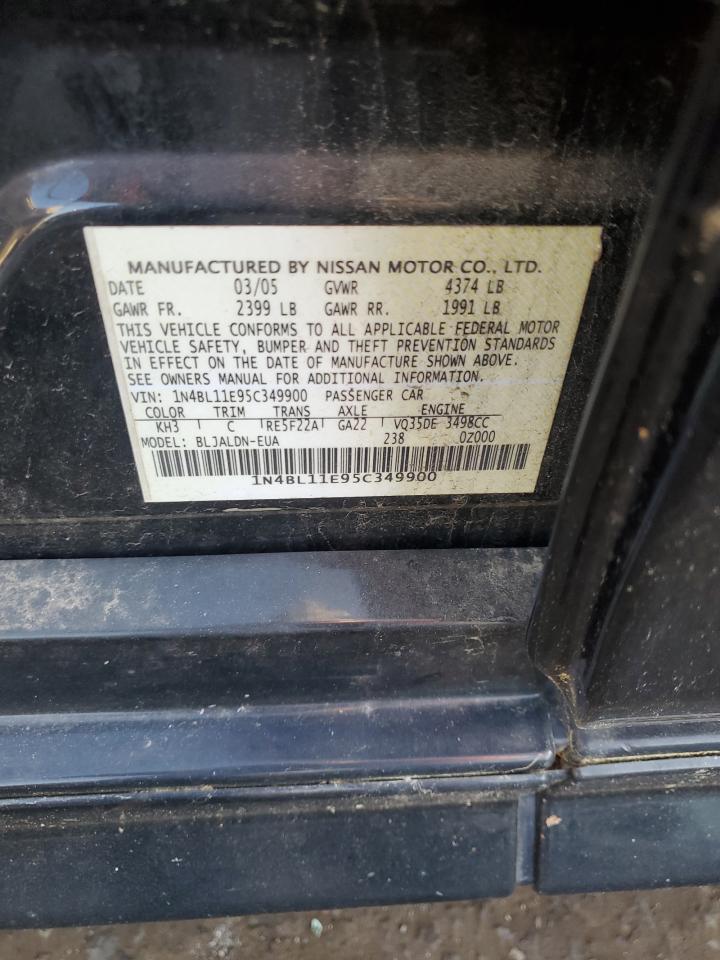 MANUFACTURED BY NISSAN MOTOR CO., LTD.
DATE 03/05 GVWR 4374 LB
GAWR FR. 2399 LB GAWR RR. 1991 LB
THIS VEHICLE CONFORMS TO ALL APPLICABLE FEDERAL MOTOR
VEHICLE SAFETY, BUMPER AND THEFT PREVENTION STANDARDS
IN EFFECT ON THE DATE OF MANUFACTURE SHOWN ABOVE.
SEE OWNERS MANUAL FOR ADDITIONAL INFORMATION.
VIN: 1N4BL11E95C349900 PASSENGER CAR
COLOR TRIM TRANS AXLE ENGINE
KH3 C RE5F22A GA22 VQ35DE 3498CC
MODEL: BLJALDN-EUA 238 0Z000
1N4BL11E95C349900